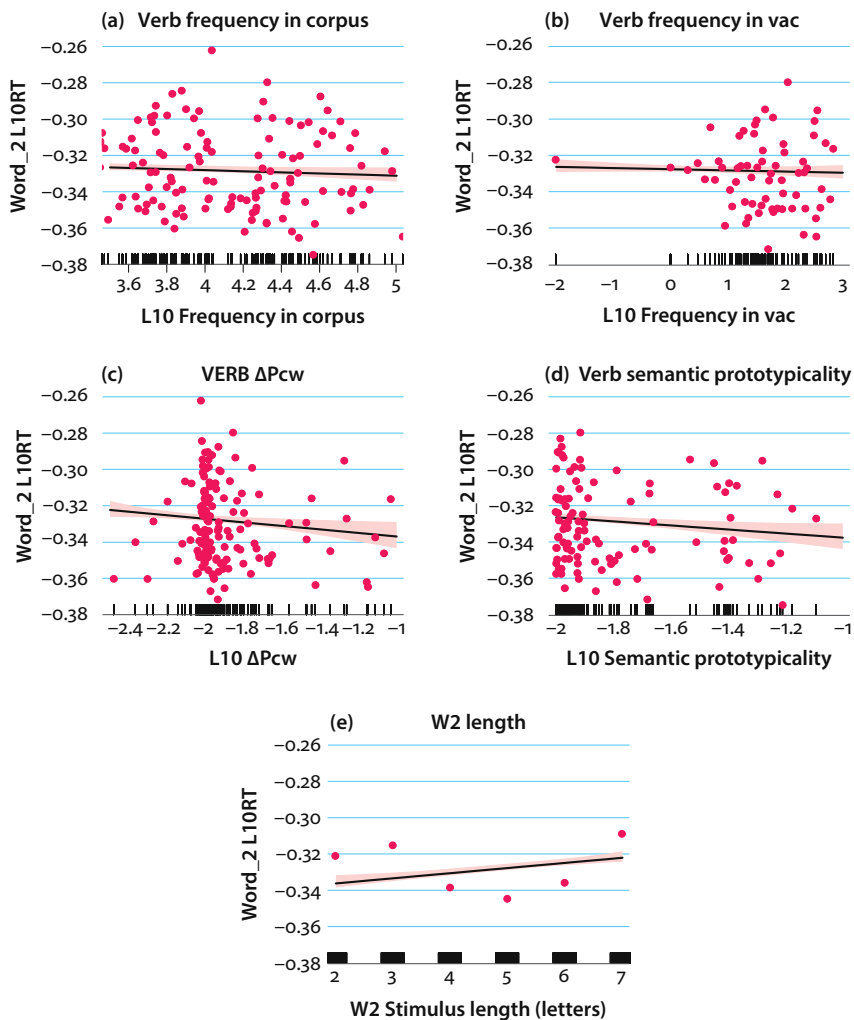 (a) Verb frequency in corpus
−0.26
−0.28
−0.30
−0.32
−0.34
−0.36
−0.38
Word_2 L10RT
3.6 3.8 4 4.2 4.4 4.6 4.8 5
L10 Frequency in corpus
(b) Verb frequency in vac
−0.26
−0.28
−0.30
−0.32
−0.34
−0.36
−0.38
Word_2 L10RT
−2 −1 0 1 2 3
L10 Frequency in vac
(c) VERB ΔPcw
−0.26
−0.28
−0.30
−0.32
−0.34
−0.36
−0.38
Word_2 L10RT
−2.4 −2.2 −2 −1.8 −1.6 −1.4 −1.2 −1
L10 ΔPcw
(d) Verb semantic prototypicality
−0.26
−0.28
−0.30
−0.32
−0.34
−0.36
−0.38
Word_2 L10RT
−2 −1.8 −1.6 −1.4 −1.2 −1
L10 Semantic prototypicality
(e) W2 length
−0.26
−0.28
−0.30
−0.32
−0.34
−0.36
−0.38
Word_2 L10RT
2 3 4 5 6 7
W2 Stimulus length (letters)